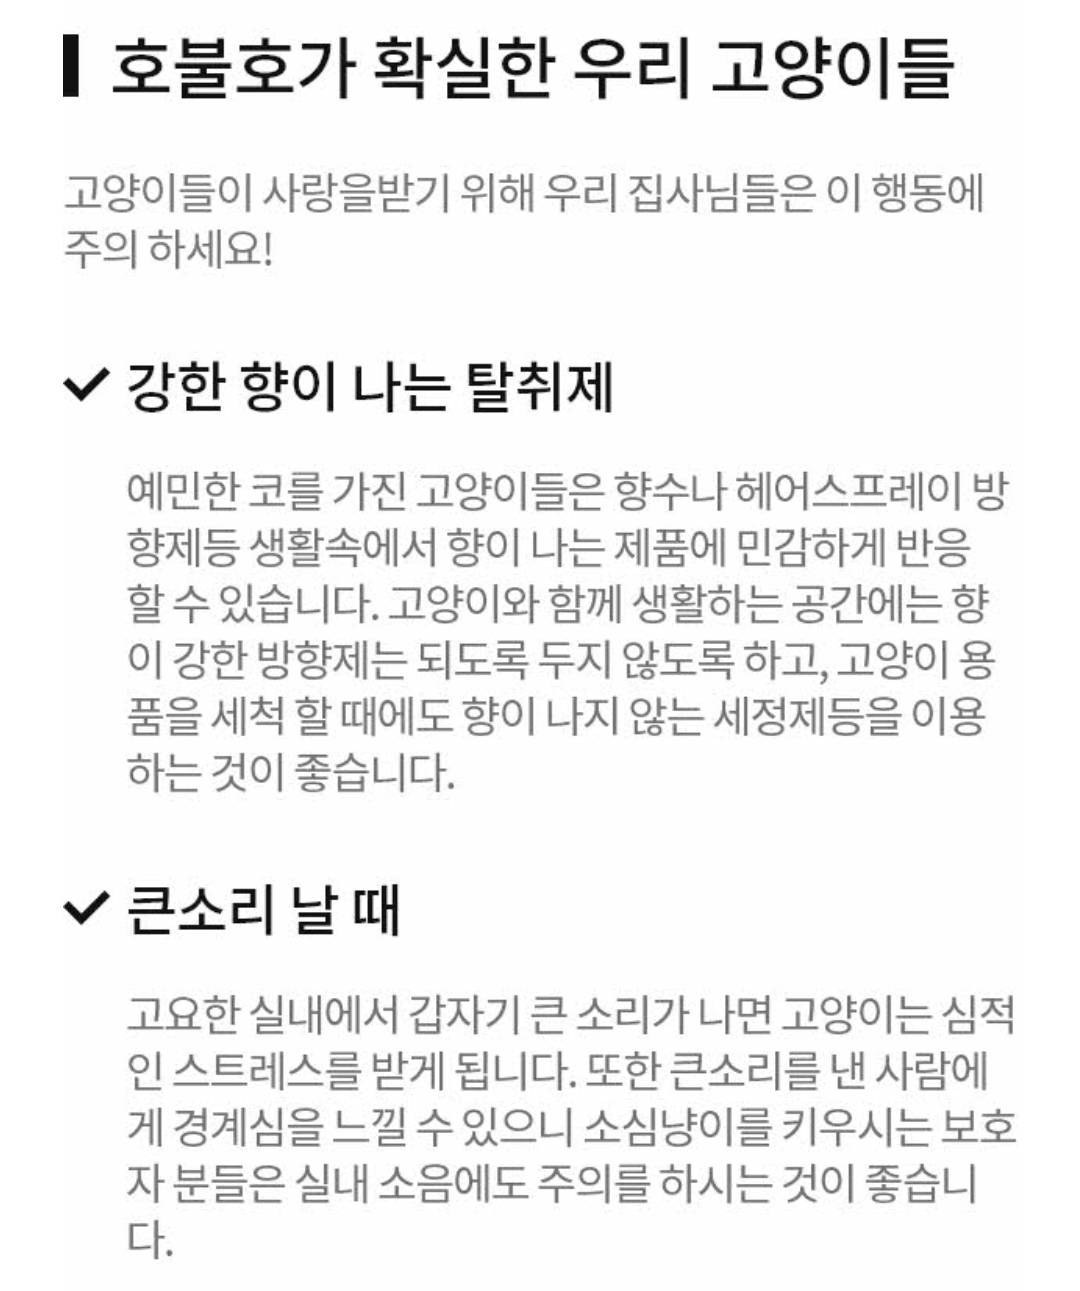 호불호가 확실한 우리 고양이들
고양이들이 사랑을받기 위해 우리 집사님들은 이 행동에
주의 하세요!
강한 향이 나는 탈취제
예민한 코를 가진 고양이들은 향수나 헤어스프레이 방
향제등 생활속에서 향이 나는 제품에 민감하게 반응
할 수 있습니다. 고양이와 함께 생활하는 공간에는 향
이 강한 방향제는 되도록 두지 않도록 하고, 고양이 용
품을 세척 할 때에도 향이 나지 않는 세정제등을 이용
하는 것이 좋습니다.
큰소리 날 때
고요한 실내에서 갑자기 큰 소리가 나면 고양이는 심적
인 스트레스를 받게 됩니다. 또한 큰소리를 낸 사람에
게 경계심을 느낄 수 있으니 소심냥이를 키우시는 보호
자 분들은 실내 소음에도 주의를 하시는 것이 좋습니
다.